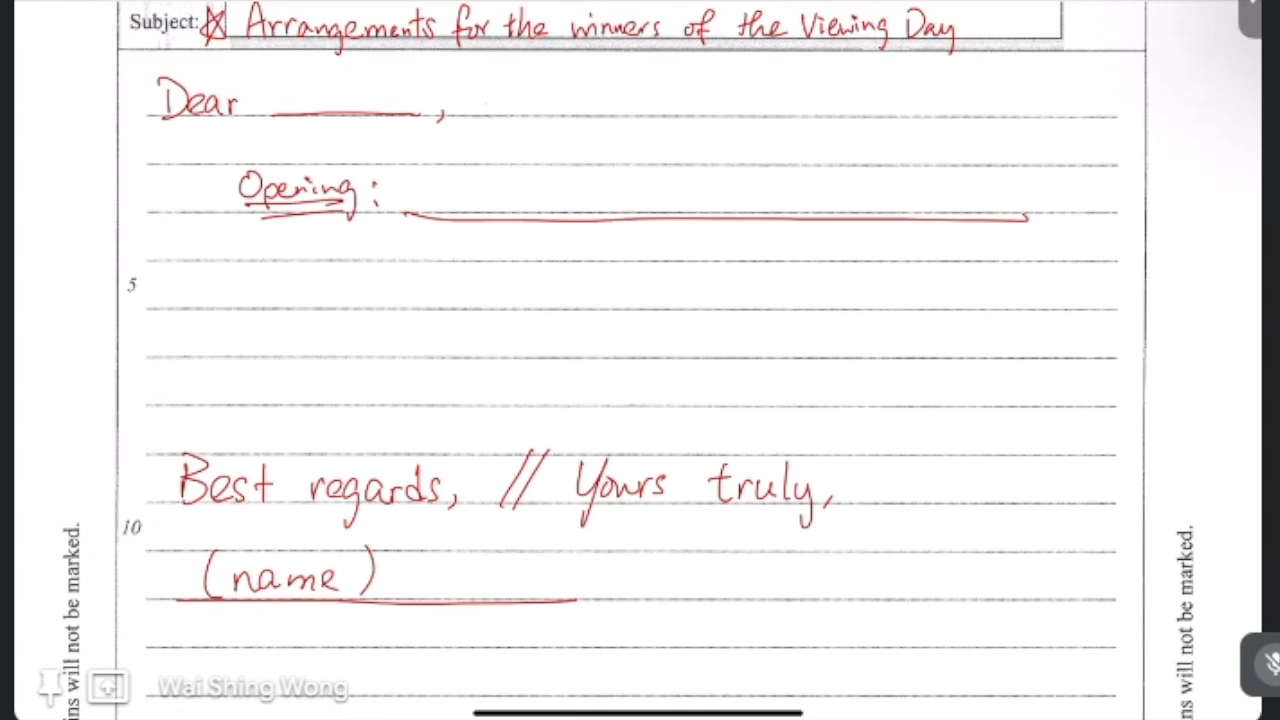 Subject: Arrangements for the winners of the Viewing Day
Dear ,
Opening :
5
Best regards, // Yours truly,
10
(name)
ins will not be marked.
ns will not be marked.
Wai Shing Wong